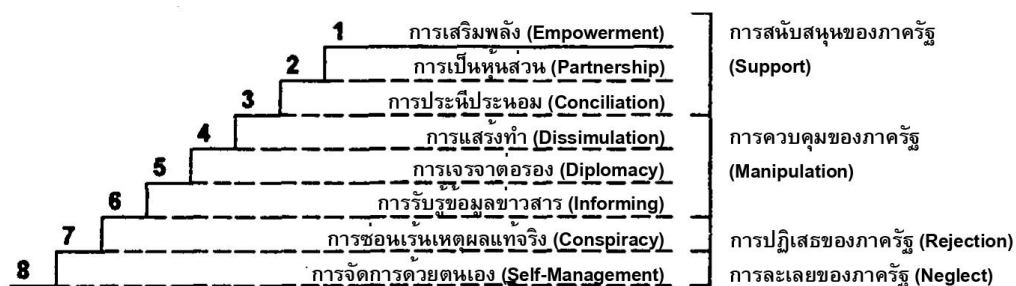 1 การเสริมพลัง (Empowerment) การสนับสนุนของภาครัฐ
2 การเป็นหุ้นส่วน (Partnership) (Support)
3 การประนีประนอม (Conciliation)
4 การแสร้งทำ (Dissimulation) การควบคุมของภาครัฐ
5 การเจรจาต่อรอง (Diplomacy) (Manipulation)
6 การรับรู้ข้อมูลข่าวสาร (Informing)
7 การซ่อนเร้นเหตุผลแท้จริง (Conspiracy) การปฏิเสธของภาครัฐ (Rejection)
8 การจัดการด้วยตนเอง (Self-Management) การละเลยของภาครัฐ (Neglect)